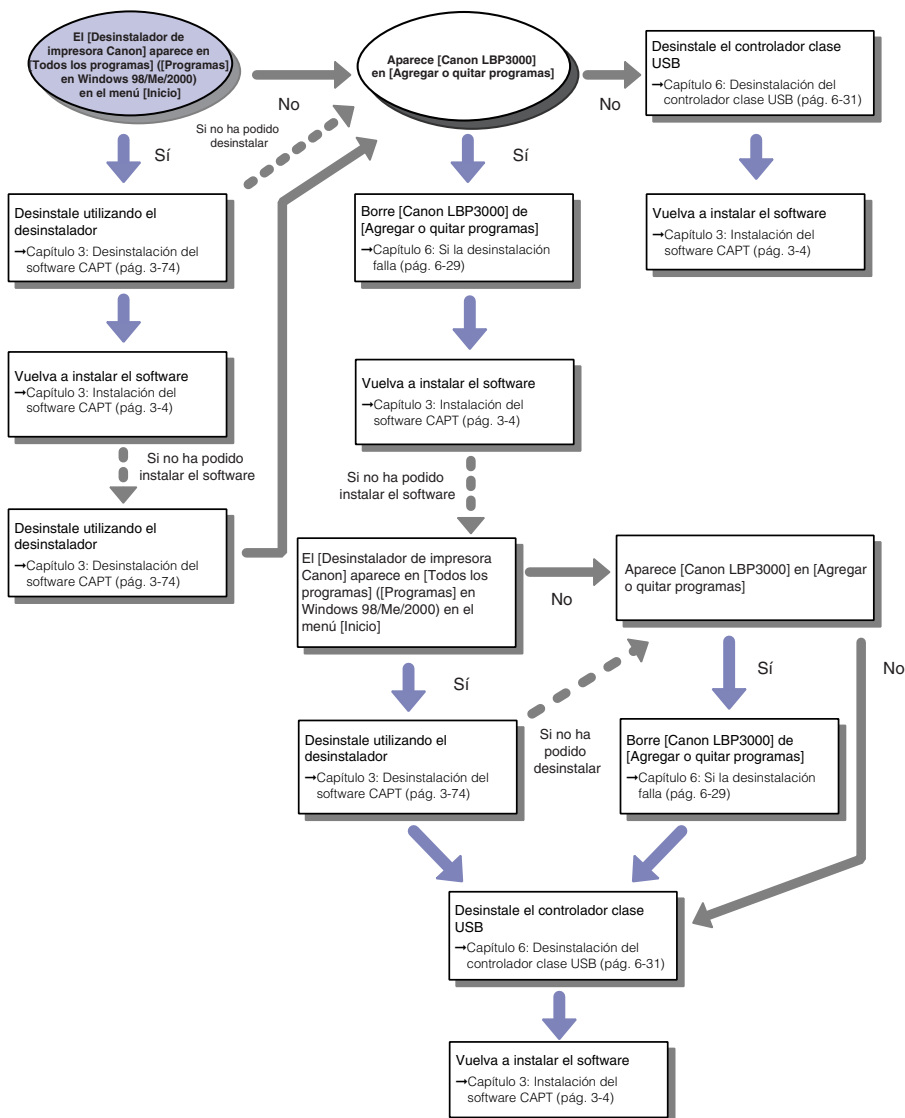 El [Desinstalador de
impresora Canon] aparece en
[Todos los programas] ([Programas]
en Windows 98/Me/2000)
en el menú [Inicio]
No
Aparece [Canon LBP3000]
en [Agregar o quitar programas]
No
Desinstale el controlador clase
USB
→Capítulo 6: Desinstalación del
controlador clase USB (pág. 6-31)
Si no ha podido
desinstalar
Sí
Sí
Desinstale utilizando el
desinstalador
→Capítulo 3: Desinstalación del
software CAPT (pág. 3-74)
Borre [Canon LBP3000] de
[Agregar o quitar programas]
→Capítulo 6: Si la desinstalación
falla (pág. 6-29)
Vuelva a instalar el software
→Capítulo 3: Instalación del
software CAPT (pág. 3-4)
Vuelva a instalar el software
→Capítulo 3: Instalación del
software CAPT (pág. 3-4)
Vuelva a instalar el software
→Capítulo 3: Instalación del
software CAPT (pág. 3-4)
Si no ha podido
instalar el software
Si no ha podido
instalar el software
Desinstale utilizando el
desinstalador
→Capítulo 3: Desinstalación del
software CAPT (pág. 3-74)
El [Desinstalador de impresora
Canon] aparece en [Todos los
programas] ([Programas] en
Windows 98/Me/2000) en el
menú [Inicio]
No
Aparece [Canon LBP3000] en [Agregar
o quitar programas]
Sí
Sí
No
Si no ha
podido
desinstalar
Desinstale utilizando el
desinstalador
→Capítulo 3: Desinstalación del
software CAPT (pág. 3-74)
Borre [Canon LBP3000] de
[Agregar o quitar programas]
→Capítulo 6: Si la desinstalación
falla (pág. 6-29)
Desinstale el controlador clase
USB
→Capítulo 6: Desinstalación del
controlador clase USB (pág. 6-31)
Vuelva a instalar el software
→Capítulo 3: Instalación del
software CAPT (pág. 3-4)